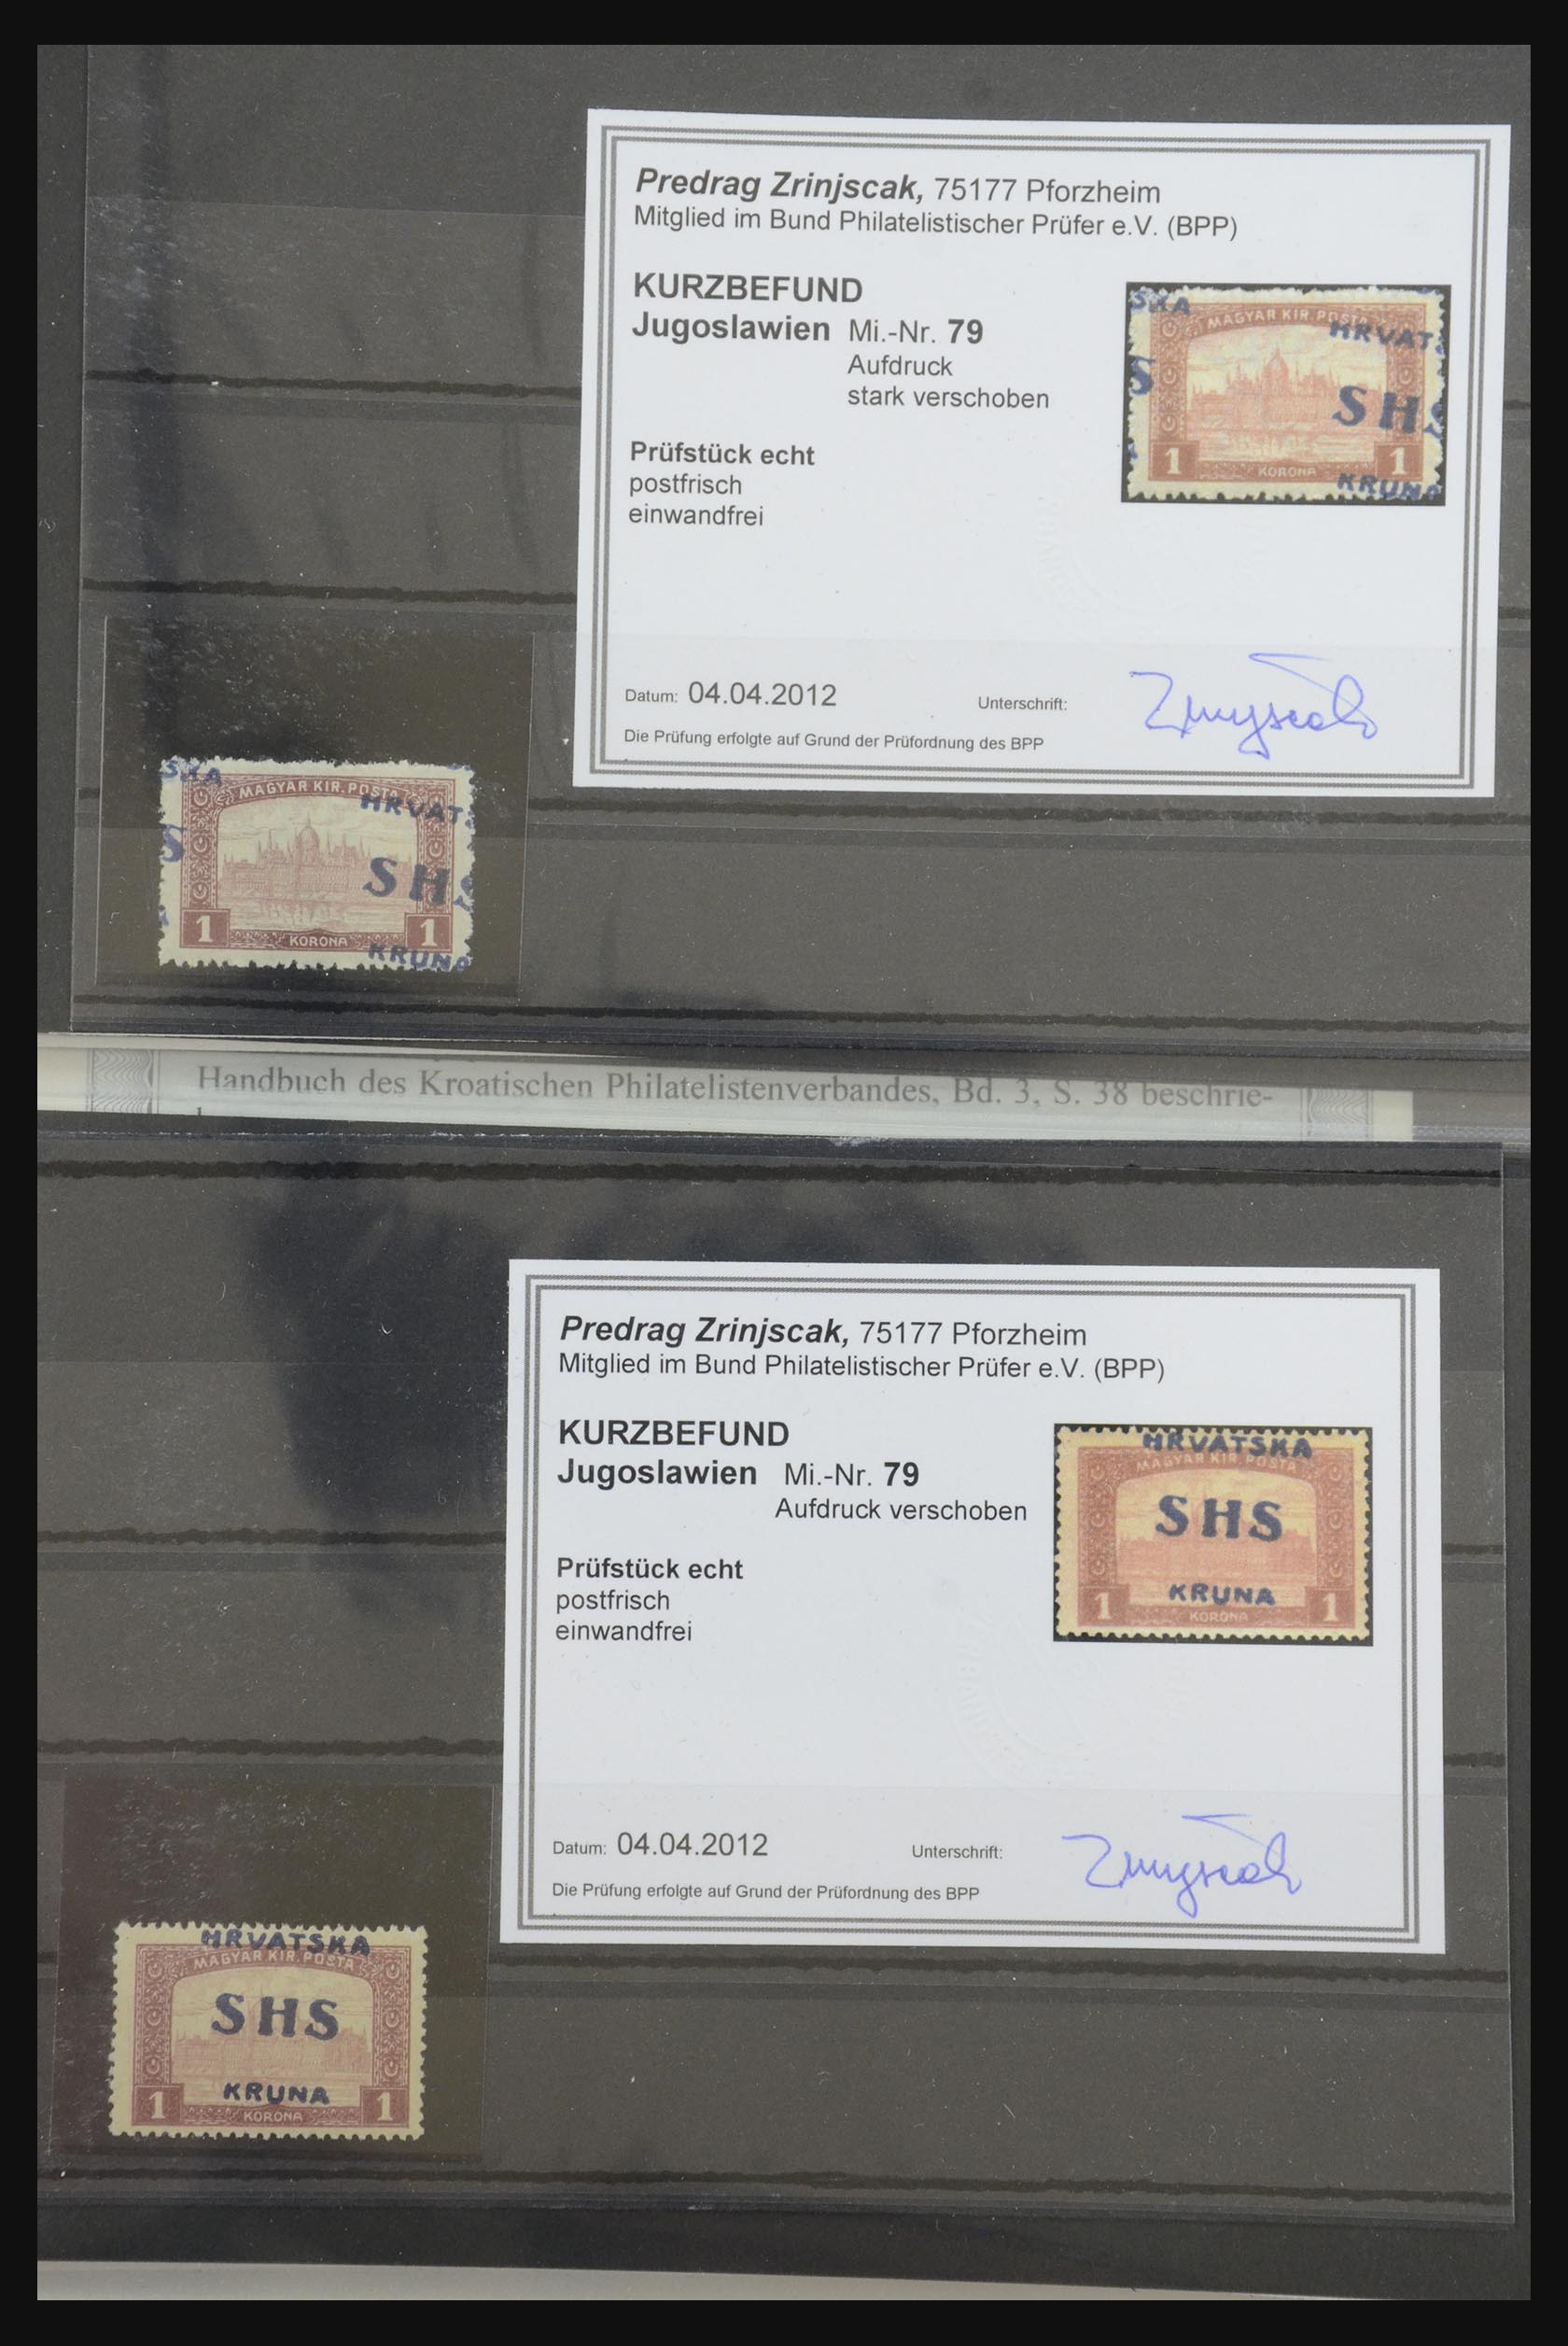 Predrag Zrinjscak, 75177 Pforzheim
Mitglied im Bund Philatelistischer Prüfer e.V. (BPP)
KURZBEFUND
Jugoslawien Mi.-Nr. 79
Aufdruck
stark verschoben
Prüfstück echt
postfrisch
einwandfrei
SKA
MAGYAR KIR. POSTA
HRVATS
S
SHS
1 KORONA 1
KRUNA
Datum: 04.04.2012 Unterschrift:
Die Prüfung erfolgte auf Grund der Prüfordnung des BPP
SKA
MAGYAR KIR. POSTA
HRVATS
S
SHS
1 KORONA 1
KRUNA
Handbuch des Kroatischen Philatelistenverbandes, Bd. 3, S. 38 beschrie-
Predrag Zrinjscak, 75177 Pforzheim
Mitglied im Bund Philatelistischer Prüfer e.V. (BPP)
KURZBEFUND
Jugoslawien Mi.-Nr. 79
Aufdruck verschoben
Prüfstück echt
postfrisch
einwandfrei
HRVATSKA
MAGYAR KIR. POSTA
SHS
KRUNA
1 KORONA 1
Datum: 04.04.2012 Unterschrift:
Die Prüfung erfolgte auf Grund der Prüfordnung des BPP
HRVATSKA
MAGYAR KIR. POSTA
SHS
KRUNA
1 KORONA 1